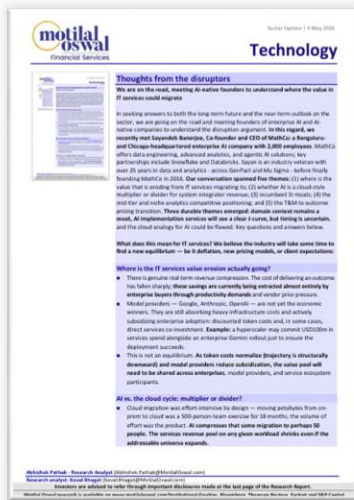 Sector Update | 4 May 2026
motilal
oswal
Financial Services
Technology
Thoughts from the disruptors
We are on the road, meeting AI-native founders to understand where the value in
IT services could migrate
In seeking answers to both the long-term future and the near-term outlook on the
sector, we are going on the road and meeting founders of enterprise AI and AI-
native companies to understand the disruption argument. In this regard, we
recently met Sayandeb Banerjee, Co-founder and CEO of MathCo: a Bengaluru-
and Chicago-headquartered enterprise AI company with 2,000 employees. MathCo
offers data engineering, advanced analytics, and agentic AI solutions; key
partnerships include Snowflake and Databricks. Sayan is an industry veteran with
over 25 years in data and analytics - across GenPact and Mu Sigma - before finally
founding MathCo in 2016. Our conversation spanned five themes: (1) where is the
value that is eroding from IT services migrating to; (2) whether AI is a cloud-style
multiplier or divider for system integrator revenue; (3) incumbent SI moats; (4) the
mid-tier and niche analytics competitive positioning; and (5) the T&M to outcome
pricing transition. Three durable themes emerged: domain context remains a
moat, AI implementation services will see a J-curve, but timing is uncertain,
and the cloud analogy for AI could be flawed. Key questions and answers below.
What does this mean for IT services? We believe the industry will take some time to
find a new equilibrium — be it deflation, new pricing models, or client expectations:
Where is the IT services value erosion actually going?
There is genuine near-term revenue compression. The cost of delivering an outcome
has fallen sharply; these savings are currently being extracted almost entirely by
enterprise buyers through productivity demands and vendor price pressure.
Model providers — Google, Anthropic, OpenAI — are not yet the economic
winners. They are still absorbing heavy infrastructure costs and actively
subsidizing enterprise adoption: discounted token costs and, in some cases,
direct services co-investment. Example: a hyperscaler may commit USD100m in
services spend alongside an enterprise Gemini rollout just to ensure the
deployment succeeds.
This is not an equilibrium. As token costs normalize (trajectory is structurally
downward) and model providers reduce subsidization, the value pool will
need to be shared across enterprises, model providers, and service ecosystem
participants.
AI vs. the cloud cycle: multiplier or divider?
Cloud migration was effort-intensive by design — moving petabytes from on-
prem to cloud was a 500-person-team exercise for 18 months; the volume of
effort was the product. AI compresses that same migration to perhaps 50
people. The services revenue pool on any given workload shrinks even if the
addressable universe expands.
Abhishek Pathak - Research Analyst (Abhishek.Pathak@MotilalOswal.com)
Research analyst: Keval Bhagat (Keval.Bhagat@MotilalOswal.com)
Investors are advised to refer through important disclosures made at the last page of the Research Report.